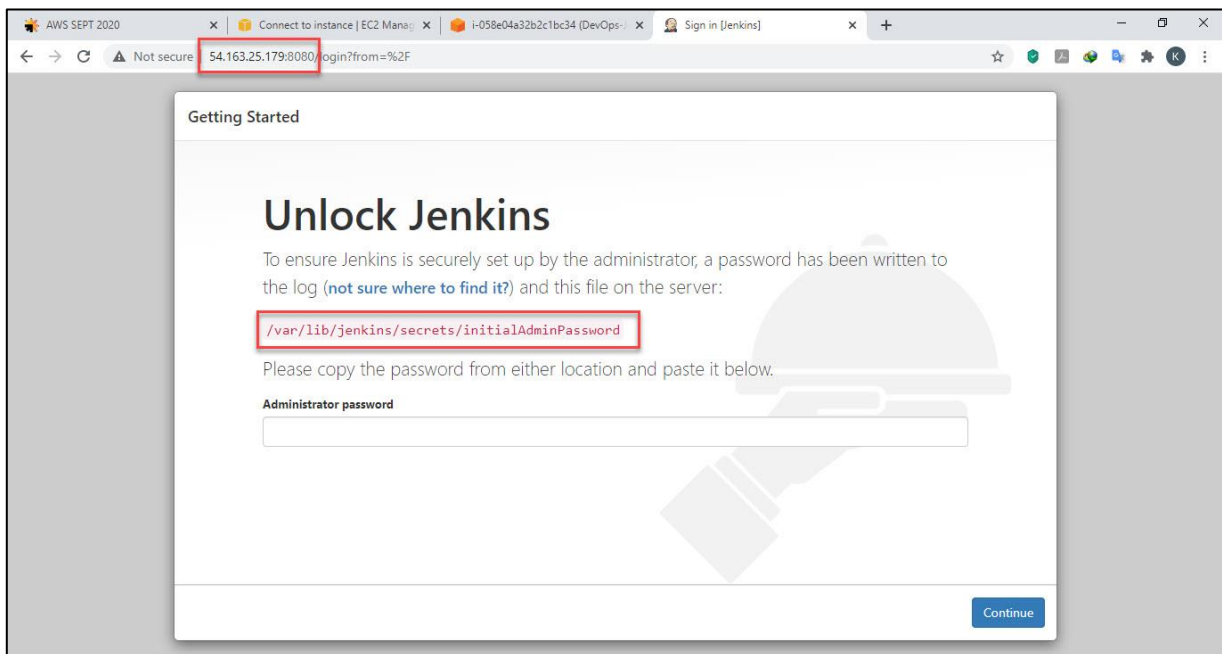 AWS SEPT 2020
Connect to instance | EC2 Manag
i-058e04a32b2c1bc34 (DevOps-
Sign in [Jenkins]
Not secure
54.163.25.179:8080/login?from=%2F
K
Getting Started
Unlock Jenkins
To ensure Jenkins is securely set up by the administrator, a password has been written to
the log (not sure where to find it?) and this file on the server:
/var/lib/jenkins/secrets/initialAdminPassword
Please copy the password from either location and paste it below.
Administrator password
Continue